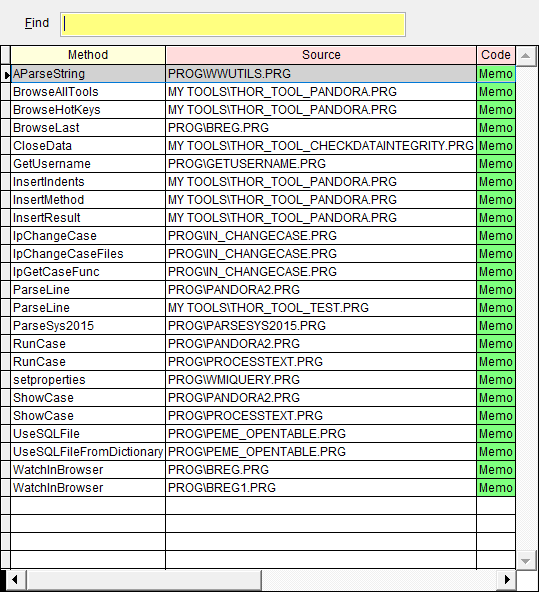 Find
Method Source Code
AParseString PROG\WWUTILS.PRG Memo
BrowseAllTools MY TOOLS\THOR_TOOL_PANDORA.PRG Memo
BrowseHotKeys MY TOOLS\THOR_TOOL_PANDORA.PRG Memo
BrowseLast PROG\BREG.PRG Memo
CloseData MY TOOLS\THOR_TOOL_CHECKDATAINTEGRITY.PRG Memo
GetUsername PROG\GETUSERNAME.PRG Memo
InsertIndents MY TOOLS\THOR_TOOL_PANDORA.PRG Memo
InsertMethod MY TOOLS\THOR_TOOL_PANDORA.PRG Memo
InsertResult MY TOOLS\THOR_TOOL_PANDORA.PRG Memo
IpChangeCase PROG\IN_CHANGECASE.PRG Memo
IpChangeCaseFiles PROG\IN_CHANGECASE.PRG Memo
IpGetCaseFunc PROG\IN_CHANGECASE.PRG Memo
ParseLine PROG\PANDORA2.PRG Memo
ParseLine MY TOOLS\THOR_TOOL_TEST.PRG Memo
ParseSys2015 PROG\PARSESYS2015.PRG Memo
RunCase PROG\PANDORA2.PRG Memo
RunCase PROG\PROCESSTEXT.PRG Memo
setproperties PROG\WMIQUERY.PRG Memo
ShowCase PROG\PANDORA2.PRG Memo
ShowCase PROG\PROCESSTEXT.PRG Memo
UseSQLFile PROG\PEME_OPENTABLE.PRG Memo
UseSQLFileFromDictionary PROG\PEME_OPENTABLE.PRG Memo
WatchInBrowser PROG\BREG.PRG Memo
WatchInBrowser PROG\BREG1.PRG Memo